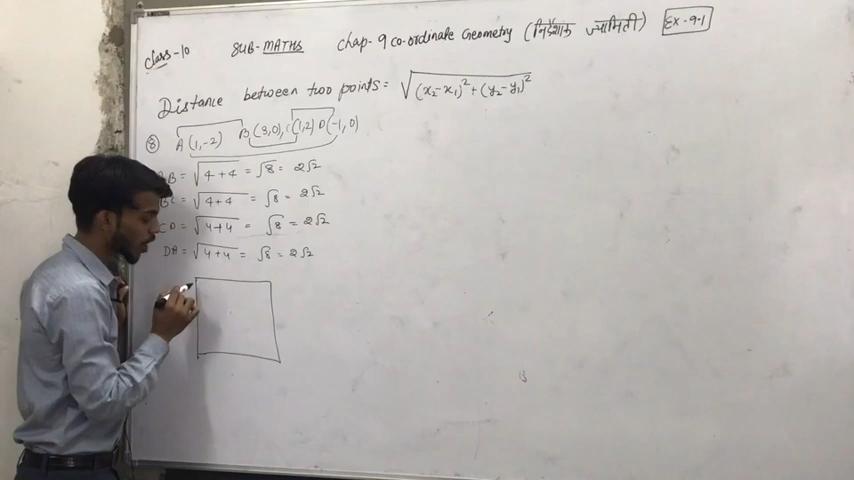 class-10 SUB-MATHS chap-9 co-ordinate Geometry (निर्देशांक ज्यामिती) Ex-9.1
Distance between two points = √(x₂-x₁)²+(y₂-y₁)²
⑧ A(1,-2) B(3,0), C(1,2) D(-1,0)
B = √4+4 = √8 = 2√2
BC = √4+4 = √8 = 2√2
CD = √4+4 = √8 = 2√2
DA = √4+4 = √8 = 2√2